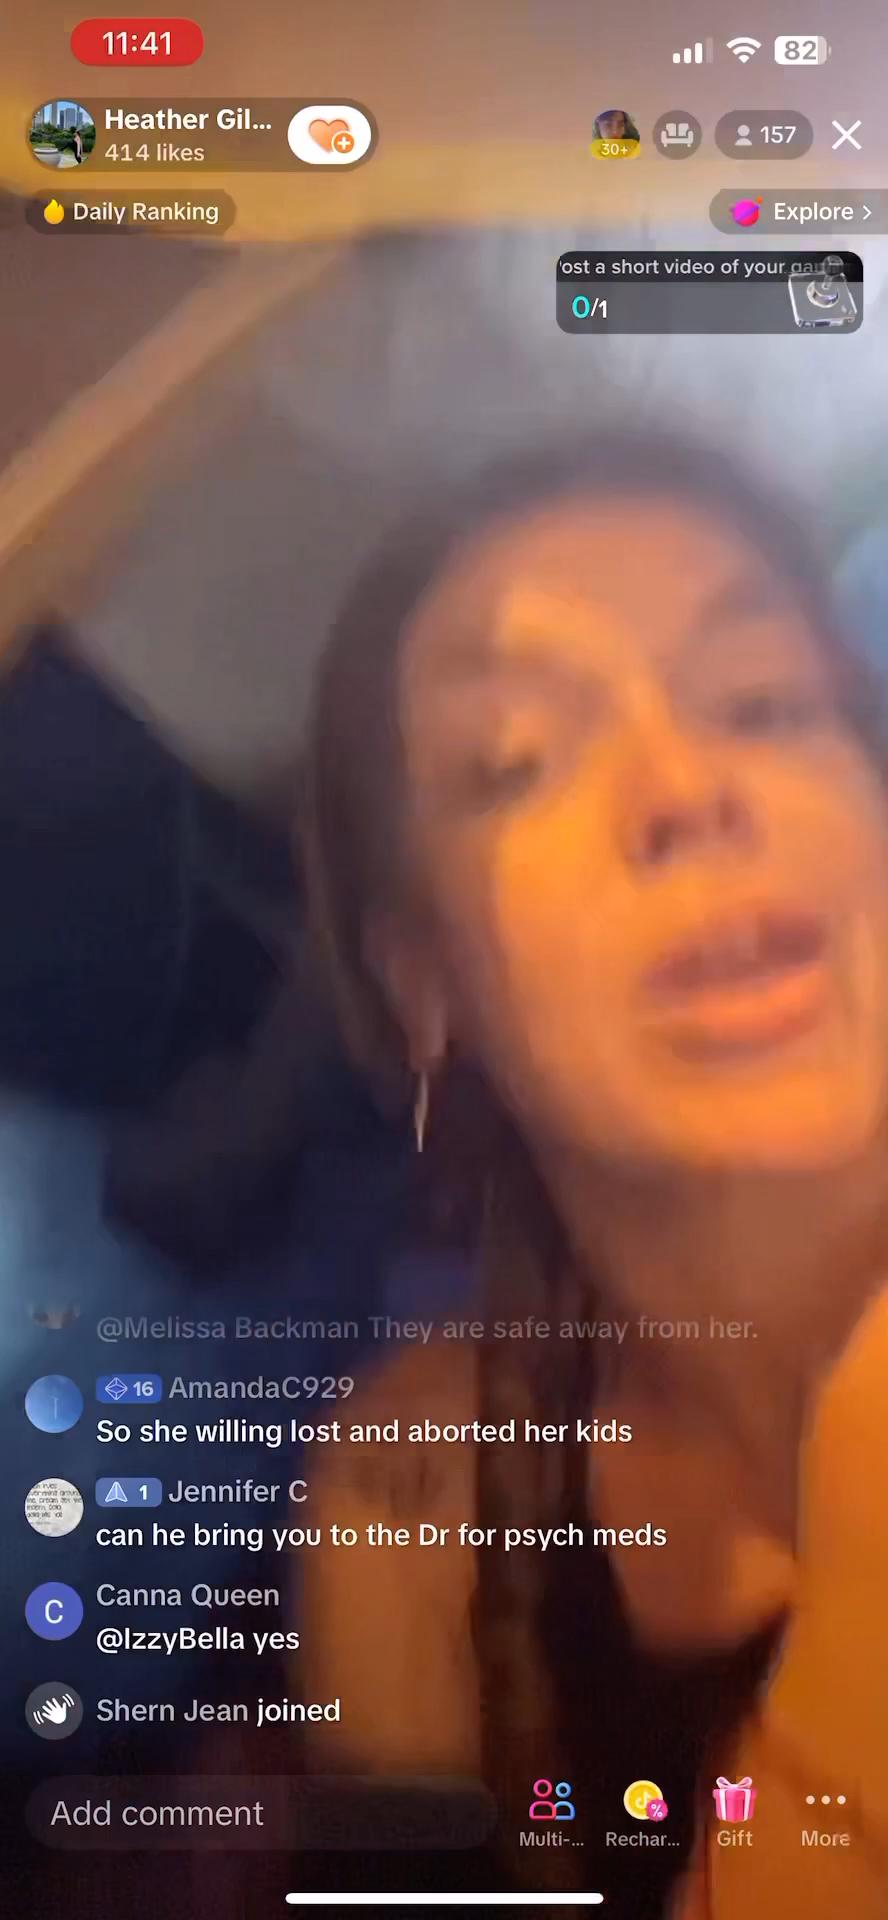 11:41
82
Heather Gil...
414 likes
30+
157
Daily Ranking
Explore >
ost a short video of your
0/1
@Melissa Backman They are safe away from her.
16 AmandaC929
So she willing lost and aborted her kids
1 Jennifer C
can he bring you to the Dr for psych meds
C
Canna Queen
@IzzyBella yes
Shern Jean joined
Add comment
Multi-...
Rechar...
Gift
More